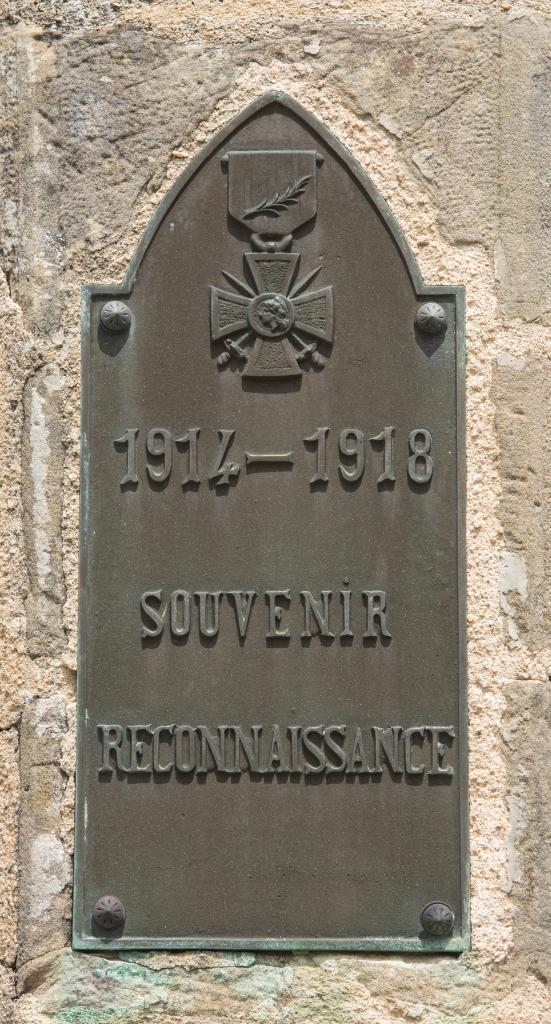 1914 — 1918
SOUVENIR
RECONNAISSANCE